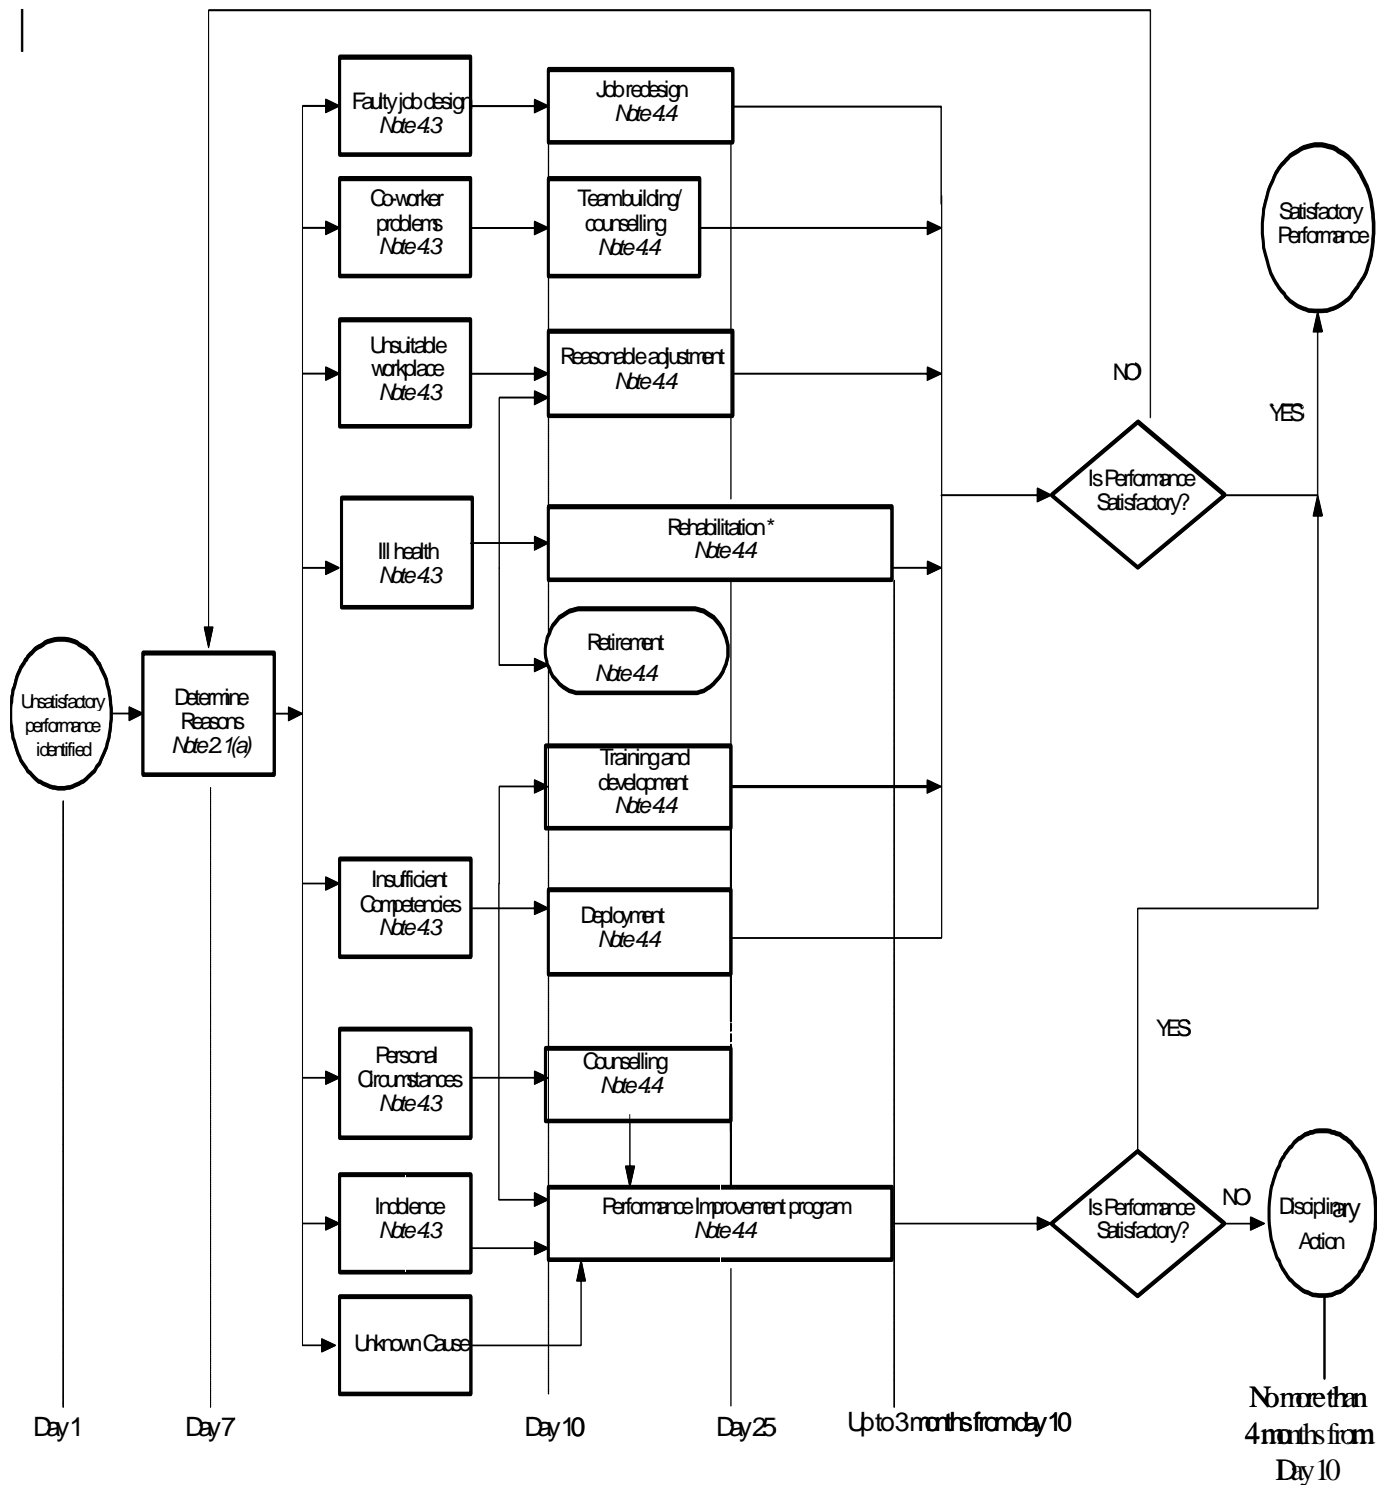 Faulty job design
Note 4.3
Job redesign
Note 4.4
Co-worker
problems
Note 4.3
Teambuilding/
counselling
Note 4.4
Satisfactory
Performance
Unsuitable
workplace
Note 4.3
Reasonable adjustment
Note 4.4
NO
YES
Is Performance
Satisfactory?
Ill health
Note 4.3
Rehabilitation *
Note 4.4
Retirement
Note 4.4
Unsatisfactory
performance
identified
Determine
Reasons
Note 2.1(a)
Training and
development
Note 4.4
Insufficient
Competencies
Note 4.3
Deployment
Note 4.4
YES
Personal
Circumstances
Note 4.3
Counselling
Note 4.4
Indolence
Note 4.3
Performance Improvement program
Note 4.4
Is Performance
Satisfactory?
NO
Disciplinary
Action
Unknown Cause
Day 1
Day 7
Day 10
Day 25
Up to 3 months from day 10
No more than
4 months from
Day 10